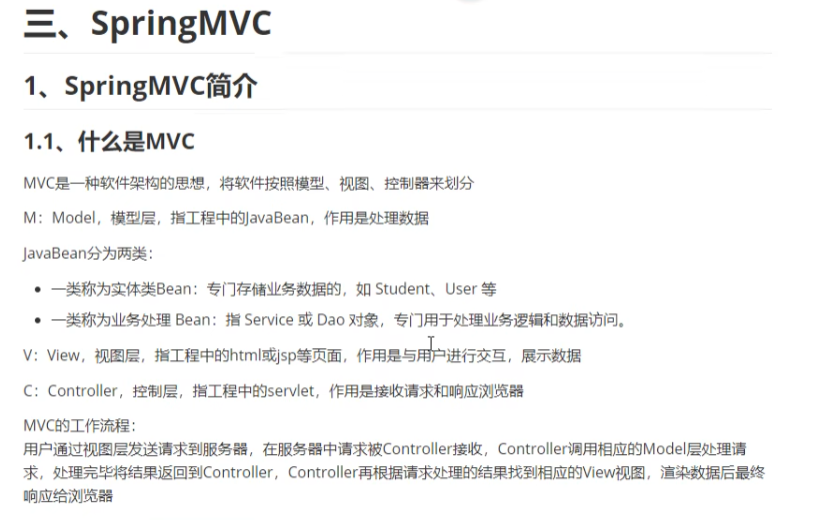 三、SpringMVC
1、SpringMVC简介
1.1、什么是MVC
MVC是一种软件架构的思想，将软件按照模型、视图、控制器来划分
M：Model，模型层，指工程中的JavaBean，作用是处理数据
JavaBean分为两类：
• 一类称为实体类Bean：专门存储业务数据的，如 Student、User 等
• 一类称为业务处理 Bean：指 Service 或 Dao 对象，专门用于处理业务逻辑和数据访问。
V：View，视图层，指工程中的html或jsp等页面，作用是与用户进行交互，展示数据
C：Controller，控制层，指工程中的servlet，作用是接收请求和响应浏览器
MVC的工作流程：
用户通过视图层发送请求到服务器，在服务器中请求被Controller接收，Controller调用相应的Model层处理请
求，处理完毕将结果返回到Controller，Controller再根据请求处理的结果找到相应的View视图，渲染数据后最终
响应给浏览器